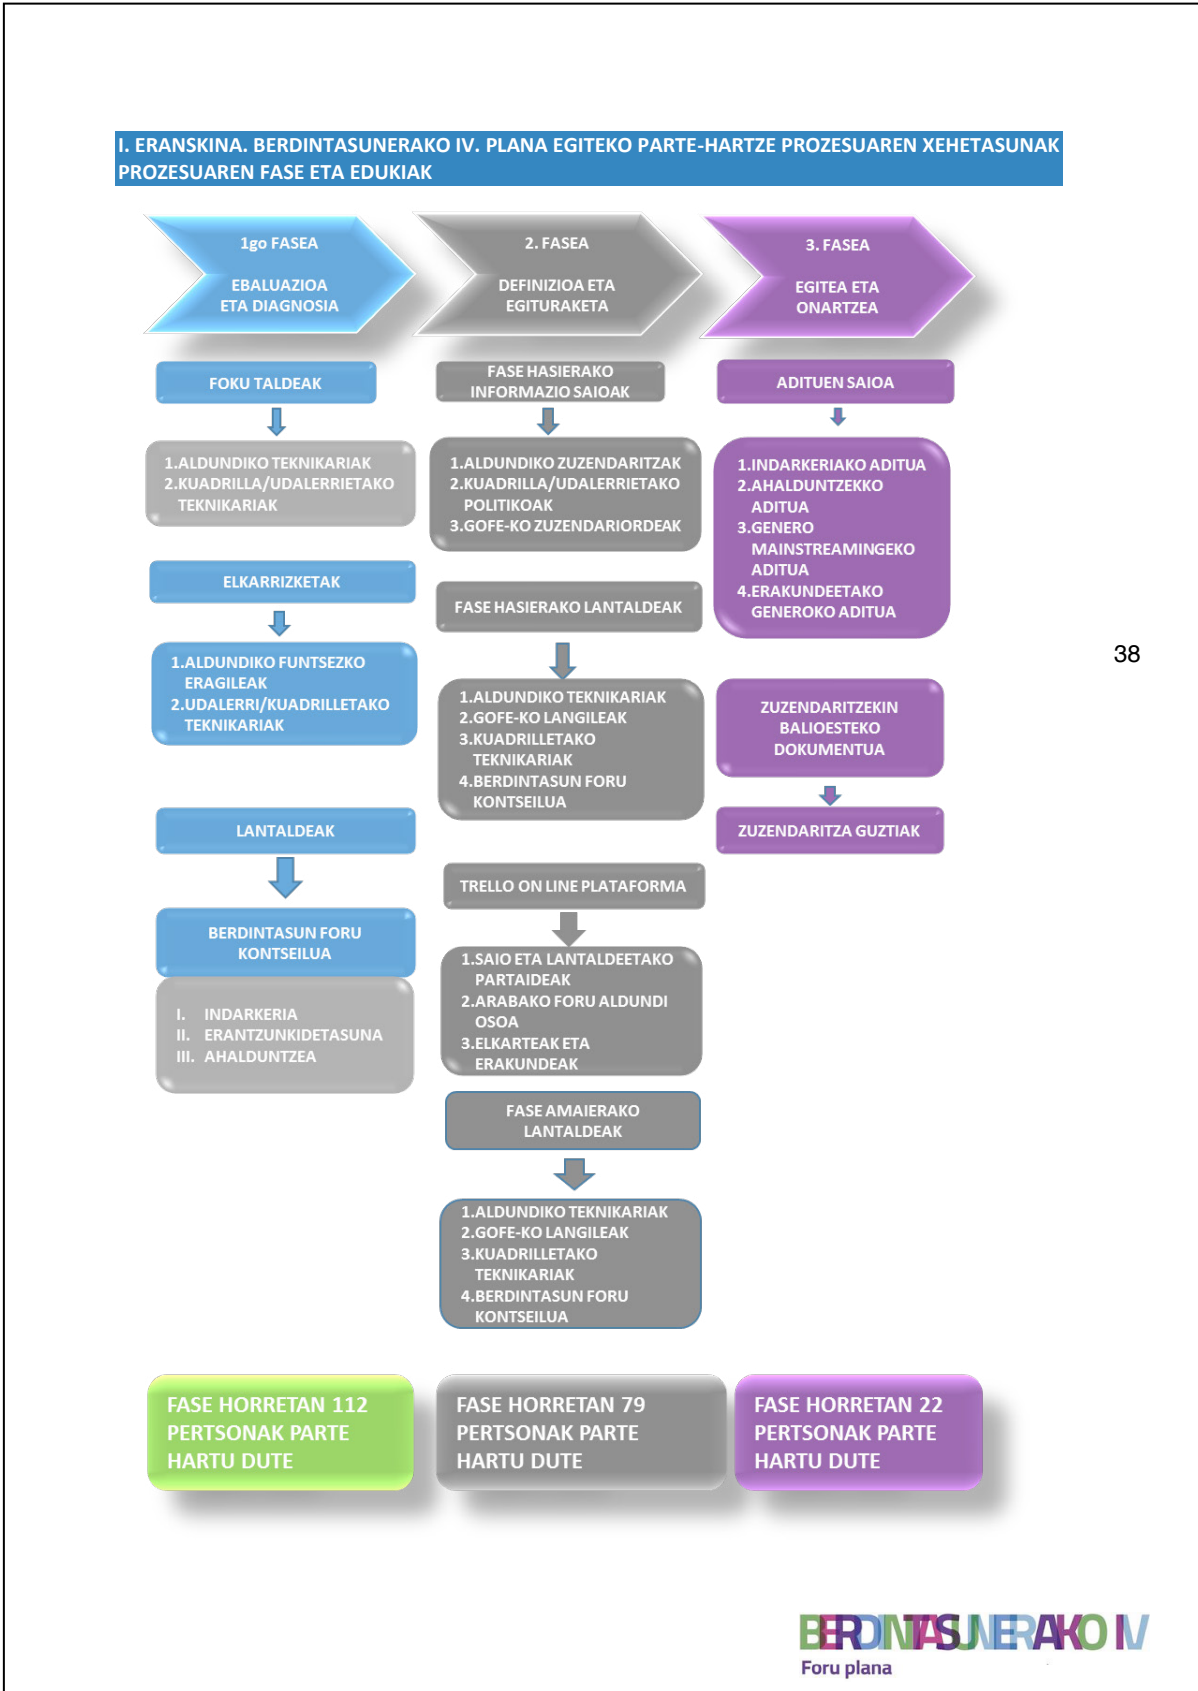 I. ERANSKINA. BERDINTASUNERAKO IV. PLANA EGITEKO PARTE-HARTZE PROZESUAREN XEHETASUNAK
PROZESUAREN FASE ETA EDUKIAK
1go FASEA
EBALUAZIOA
ETA DIAGNOSIA
FOKU TALDEAK
1.ALDUNDIKO TEKNIKARIAK
2.KUADRILLA/UDALERRIETAKO
TEKNIKARIAK
ELKARRIZKETAK
1.ALDUNDIKO FUNTSEZKO
ERAGILEAK
2.UDALERRI/KUADRILLETAKO
TEKNIKARIAK
LANTALDEAK
BERDINTASUN FORU
KONTSEILUA
I. INDARKERIA
II. ERANTZUNKIDETASUNA
III. AHALDUNTZEA
FASE HORRETAN 112
PERTSONAK PARTE
HARTU DUTE
2. FASEA
DEFINIZIOA ETA
EGITURAKETA
FASE HASIERAKO
INFORMAZIO SAIOAK
1.ALDUNDIKO ZUZENDARITZAK
2.KUADRILLA/UDALERRIETAKO
POLITIKOAK
3.GOFE-KO ZUZENDARIORDEAK
FASE HASIERAKO LANTALDEAK
1.ALDUNDIKO TEKNIKARIAK
2.GOFE-KO LANGILEAK
3.KUADRILLETAKO
TEKNIKARIAK
4.BERDINTASUN FORU
KONTSEILUA
TRELLO ON LINE PLATAFORMA
1.SAIO ETA LANTALDEETAKO
PARTAIDEAK
2.ARABAKO FORU ALDUNDI
OSOA
3.ELKARTEAK ETA
ERAKUNDEAK
FASE AMAIERAKO
LANTALDEAK
1.ALDUNDIKO TEKNIKARIAK
2.GOFE-KO LANGILEAK
3.KUADRILLETAKO
TEKNIKARIAK
4.BERDINTASUN FORU
KONTSEILUA
FASE HORRETAN 79
PERTSONAK PARTE
HARTU DUTE
3. FASEA
EGITEA ETA
ONARTZEA
ADITUEN SAIOA
1.INDARKERIAKO ADITUA
2.AHALDUNTZEKKO
ADITUA
3.GENERO
MAINSTREAMINGEKO
ADITUA
4.ERAKUNDEETAKO
GENEROKO ADITUA
ZUZENDARITZEKIN
BALIOESTEKO
DOKUMENTUA
ZUZENDARITZA GUZTIAK
FASE HORRETAN 22
PERTSONAK PARTE
HARTU DUTE
38
BERDINTASUNERAKO IV
Foru plana